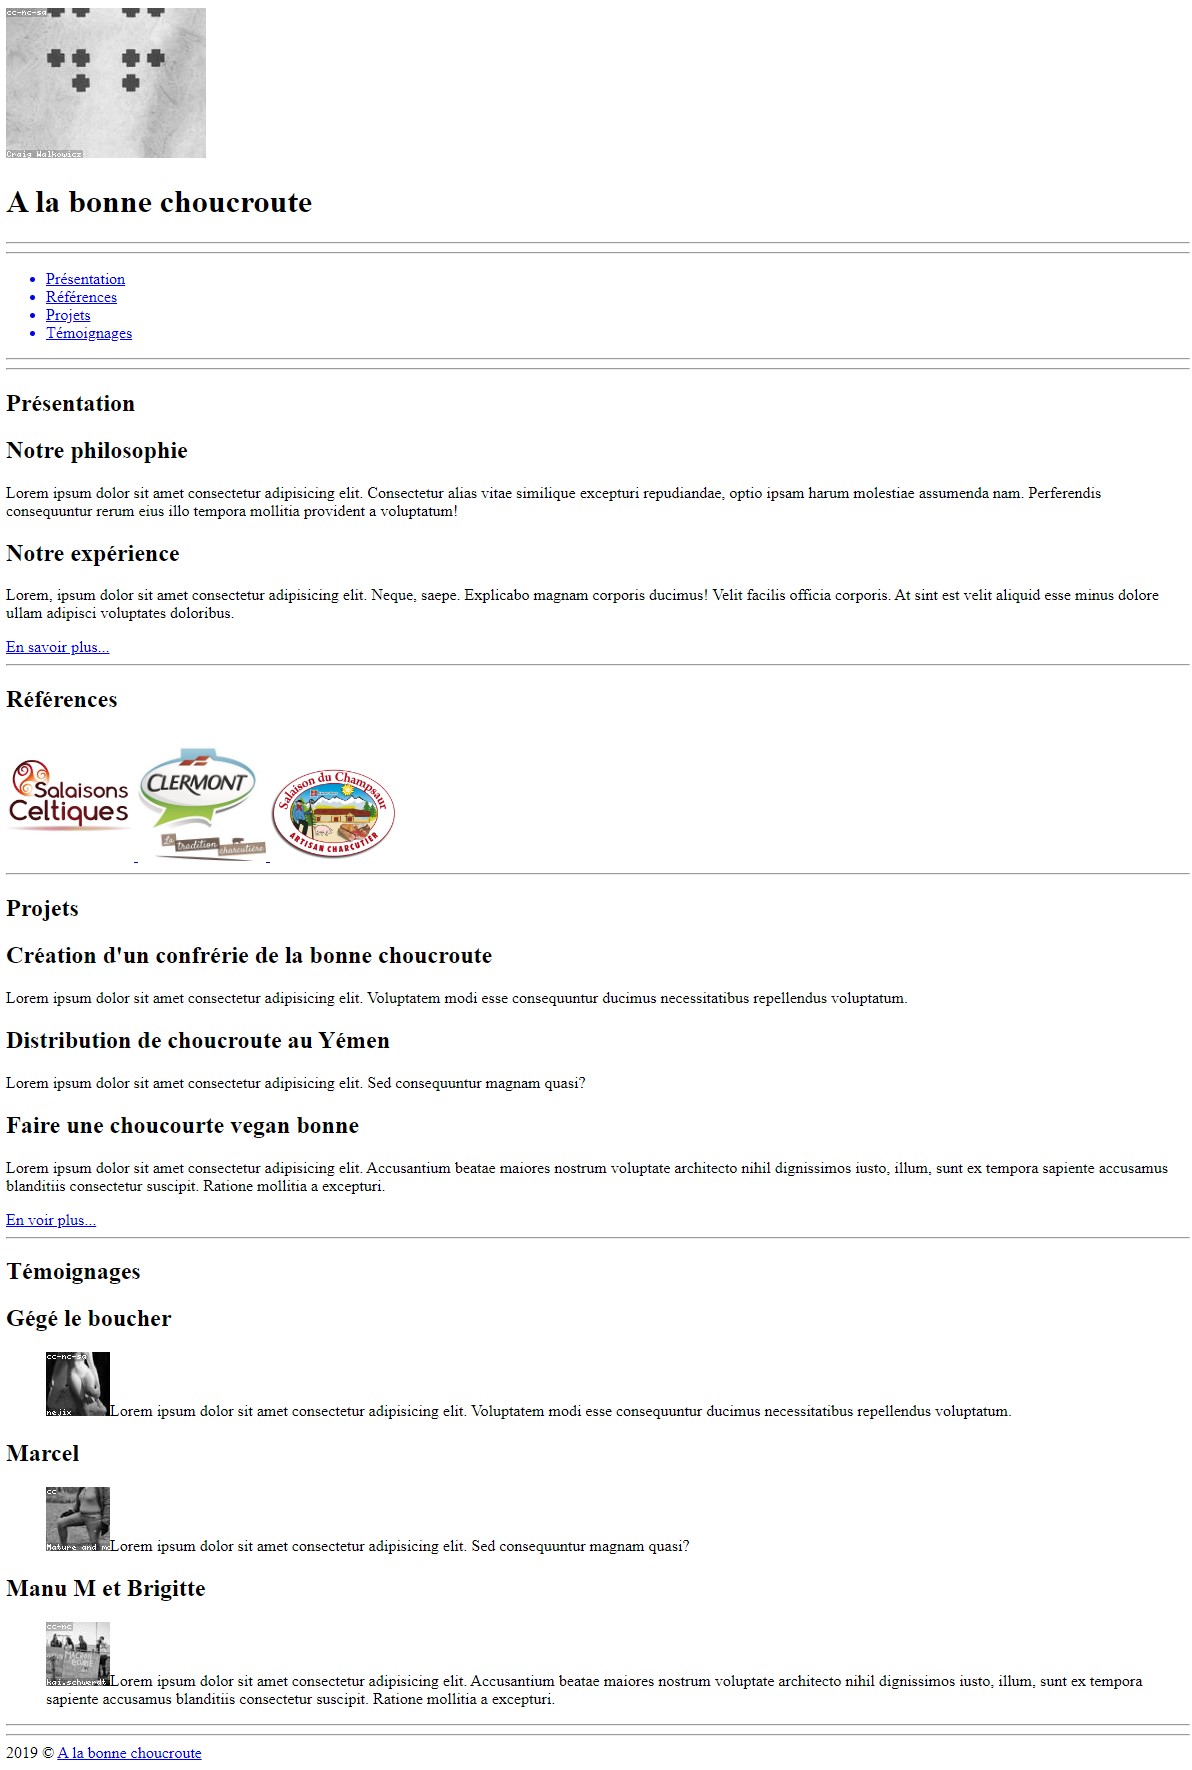 cc-nc-sa
Craig Walkowicz
A la bonne choucroute
Présentation
Références
Projets
Témoignages
Présentation
Notre philosophie
Lorem ipsum dolor sit amet consectetur adipisicing elit. Consectetur alias vitae similique excepturi repudiandae, optio ipsam harum molestiae assumenda nam. Perferendis
consequuntur rerum eius illo tempora mollitia provident a voluptatum!
Notre expérience
Lorem, ipsum dolor sit amet consectetur adipisicing elit. Neque, saepe. Explicabo magnam corporis ducimus! Velit facilis officia corporis. At sint est velit aliquid esse minus dolore
ullam adipisci voluptates doloribus.
En savoir plus...
Références
Salaisons
Celtiques
CLERMONT
La tradition charcutière
Salaison du Champsaur
ARTISAN CHARCUTIER
Projets
Création d'un confrérie de la bonne choucroute
Lorem ipsum dolor sit amet consectetur adipisicing elit. Voluptatem modi esse consequuntur ducimus necessitatibus repellendus voluptatum.
Distribution de choucroute au Yémen
Lorem ipsum dolor sit amet consectetur adipisicing elit. Sed consequuntur magnam quasi?
Faire une choucourte vegan bonne
Lorem ipsum dolor sit amet consectetur adipisicing elit. Accusantium beatae maiores nostrum voluptate architecto nihil dignissimos iusto, illum, sunt ex tempora sapiente accusamus
blanditiis consectetur suscipit. Ratione mollitia a excepturi.
En voir plus...
Témoignages
Gégé le boucher
cc-nc-sa
nejix
Lorem ipsum dolor sit amet consectetur adipisicing elit. Voluptatem modi esse consequuntur ducimus necessitatibus repellendus voluptatum.
Marcel
cc
Mature and mo
Lorem ipsum dolor sit amet consectetur adipisicing elit. Sed consequuntur magnam quasi?
Manu M et Brigitte
cc-nc
MACRON
kai.schwerdt
Lorem ipsum dolor sit amet consectetur adipisicing elit. Accusantium beatae maiores nostrum voluptate architecto nihil dignissimos iusto, illum, sunt ex tempora
sapiente accusamus blanditiis consectetur suscipit. Ratione mollitia a excepturi.
2019 © A la bonne choucroute